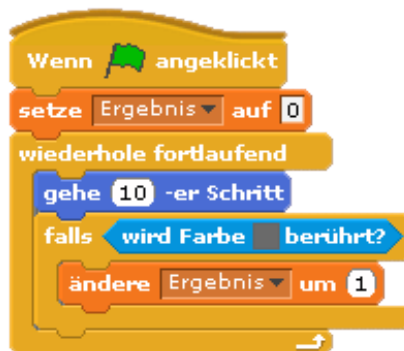 Wenn angeklickt
setze Ergebnis auf 0
wiederhole fortlaufend
gehe 10 -er Schritt
falls wird Farbe berührt?
ändere Ergebnis um 1